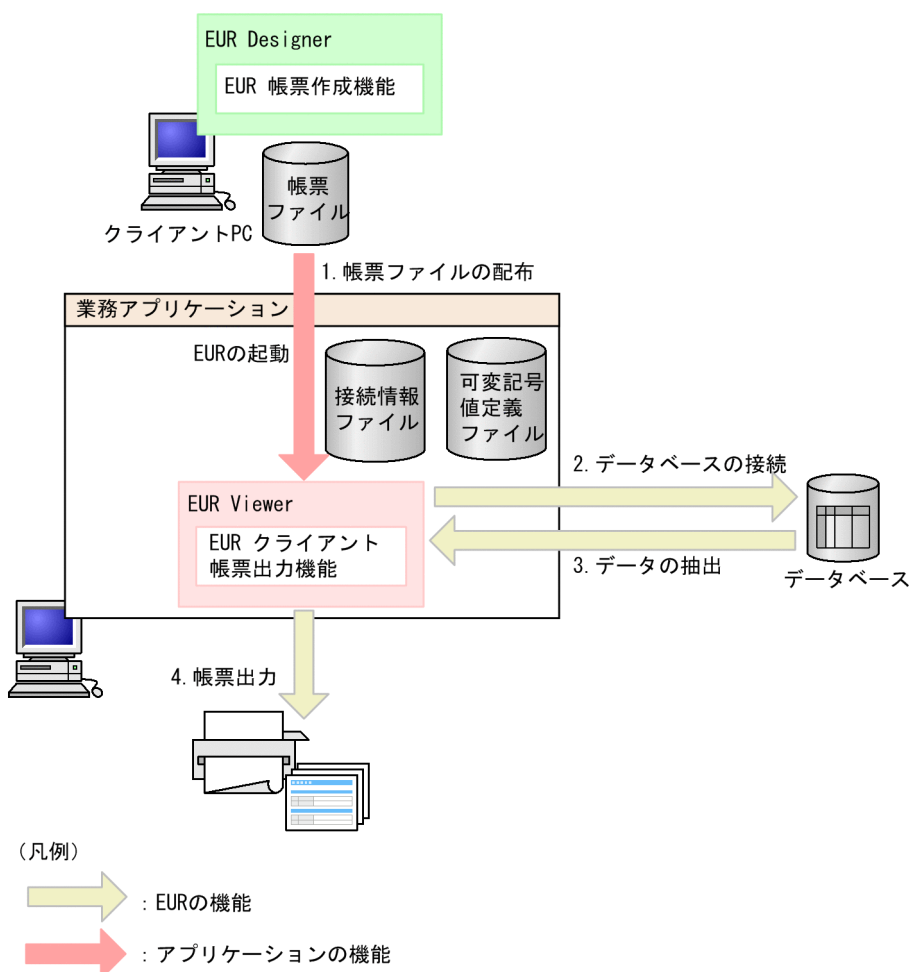 EUR Designer
EUR 帳票作成機能
帳票
ファイル
クライアントPC
1.帳票ファイルの配布
業務アプリケーション
EURの起動
接続情報
ファイル
可変記号
値定義
ファイル
2.データベースの接続
EUR Viewer
EUR クライアント
帳票出力機能
3.データの抽出
データベース
4.帳票出力
（凡例）
：EURの機能
：アプリケーションの機能